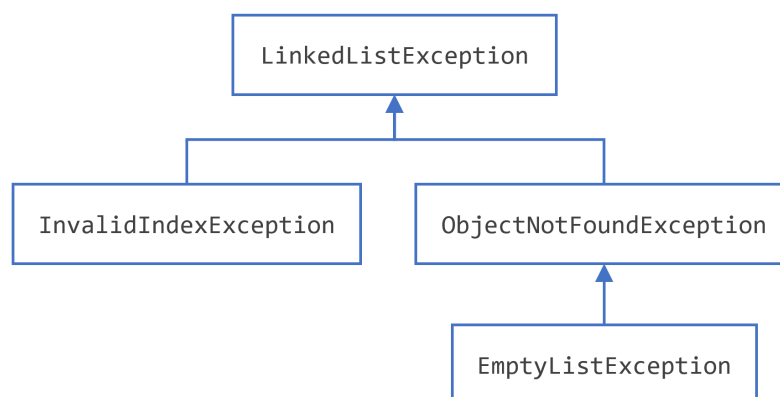 LinkedListException
InvalidIndexException
ObjectNotFoundException
EmptyListException